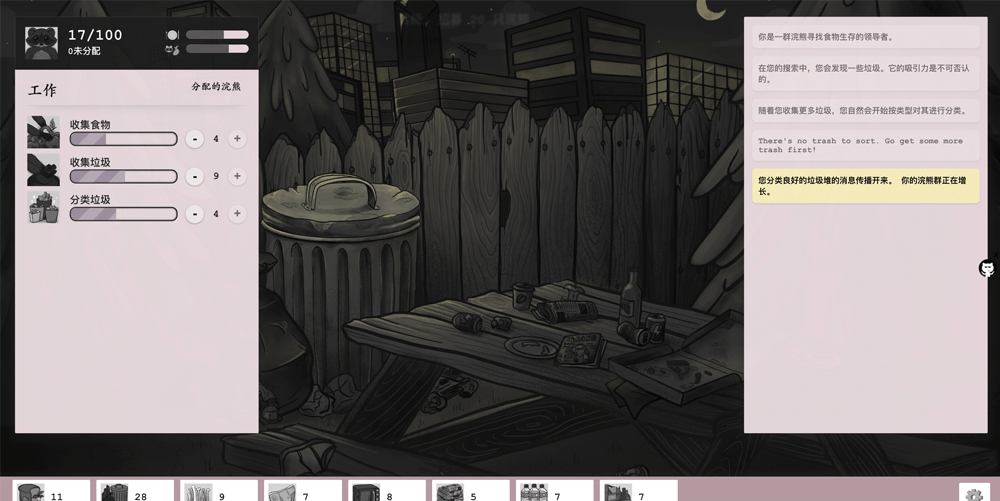 17/100
0未分配
工作
分配的浣熊
收集食物
- 4 +
收集垃圾
- 9 +
分类垃圾
- 4 +
你是一群浣熊寻找食物生存的领导者。
在您的搜索中，您会发现一些垃圾。它的吸引力是不可否认
的。
随着您收集更多垃圾，您自然会开始按类型对其进行分类。
There's no trash to sort. Go get some more
trash first!
您分类良好的垃圾堆的消息传播开来。 你的浣熊群正在增
长。
11
28
9
7
8
5
7
7